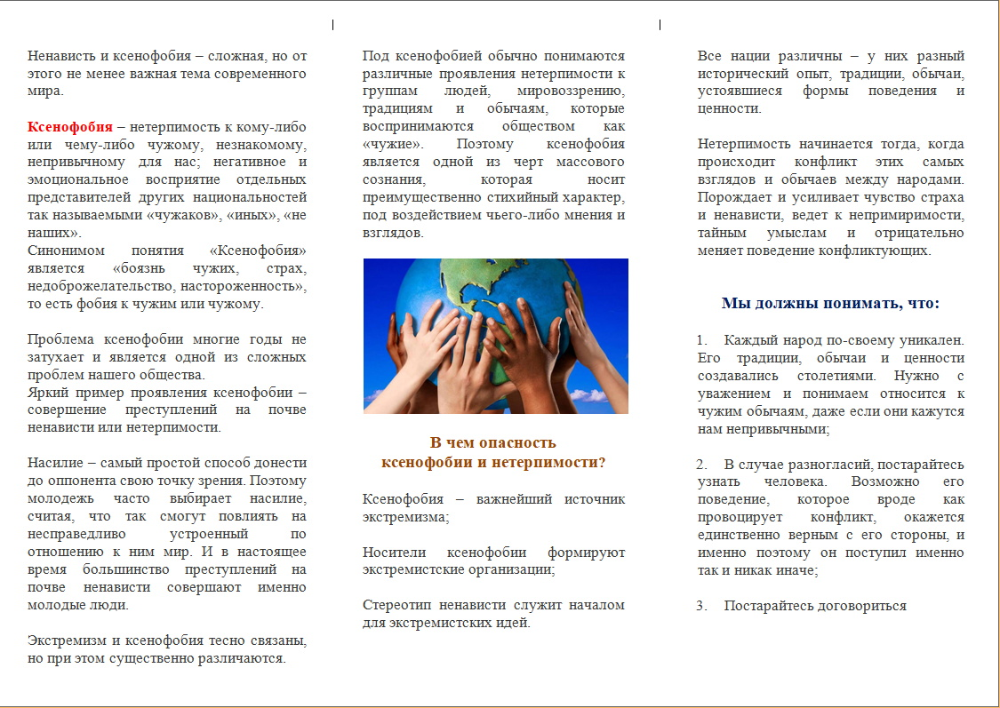 Ненависть и ксенофобия – сложная, но от
этого не менее важная тема современного
мира.
Ксенофобия – нетерпимость к кому-либо
или чему-либо чужому, незнакомому,
непривычному для нас; негативное и
эмоциональное восприятие отдельных
представителей других национальностей
так называемыми «чужаков», «иных», «не
наших».
Синонимом понятия «Ксенофобия»
является «боязнь чужих, страх,
недоброжелательство, настороженность»,
то есть фобия к чужим или чужому.
Проблема ксенофобии многие годы не
затухает и является одной из сложных
проблем нашего общества.
Яркий пример проявления ксенофобии –
совершение преступлений на почве
ненависти или нетерпимости.
Насилие – самый простой способ донести
до оппонента свою точку зрения. Поэтому
молодежь часто выбирает насилие,
считая, что так смогут повлиять на
несправедливо устроенный по
отношению к ним мир. И в настоящее
время большинство преступлений на
почве ненависти совершают именно
молодые люди.
Экстремизм и ксенофобия тесно связаны,
но при этом существенно различаются.
Под ксенофобией обычно понимаются
различные проявления нетерпимости к
группам людей, мировоззрению,
традициям и обычаям, которые
воспринимаются обществом как
«чужие». Поэтому ксенофобия
является одной из черт массового
сознания, которая носит
преимущественно стихийный характер,
под воздействием чьего-либо мнения и
взглядов.
В чем опасность
ксенофобии и нетерпимости?
Ксенофобия – важнейший источник
экстремизма;
Носители ксенофобии формируют
экстремистские организации;
Стереотип ненависти служит началом
для экстремистских идей.
Все нации различны – у них разный
исторический опыт, традиции, обычаи,
устоявшиеся формы поведения и
ценности.
Нетерпимость начинается тогда, когда
происходит конфликт этих самых
взглядов и обычаев между народами.
Порождает и усиливает чувство страха
и ненависти, ведет к непримиримости,
тайным умыслам и отрицательно
меняет поведение конфликтующих.
Мы должны понимать, что:
1. Каждый народ по-своему уникален.
Его традиции, обычаи и ценности
создавались столетиями. Нужно с
уважением и понимаем относится к
чужим обычаям, даже если они кажутся
нам непривычными;
2. В случае разногласий, постарайтесь
узнать человека. Возможно его
поведение, которое вроде как
провоцирует конфликт, окажется
единственно верным с его стороны, и
именно поэтому он поступил именно
так и никак иначе;
3. Постарайтесь договориться